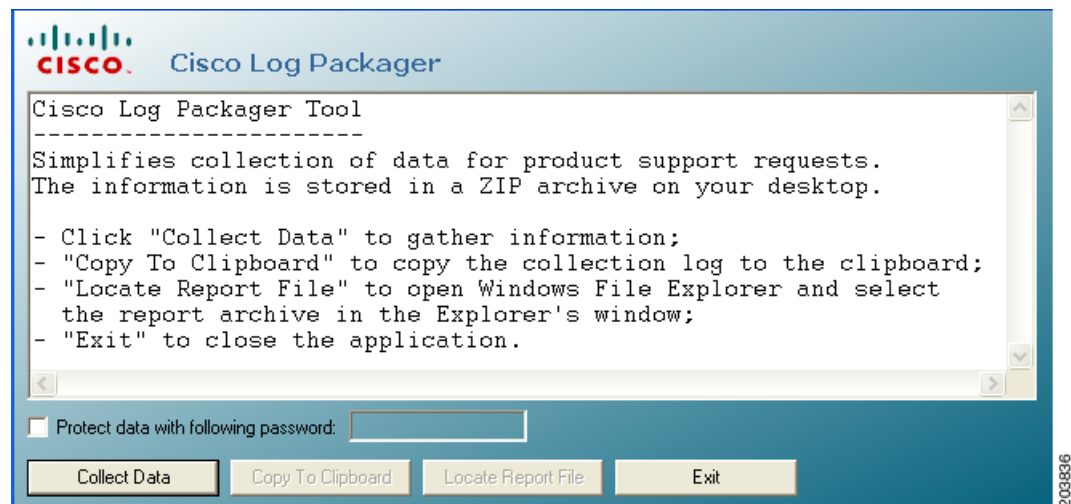 CISCO. Cisco Log Packager
Cisco Log Packager Tool
-----------------------
Simplifies collection of data for product support requests.
The information is stored in a ZIP archive on your desktop.
- Click "Collect Data" to gather information;
- "Copy To Clipboard" to copy the collection log to the clipboard;
- "Locate Report File" to open Windows File Explorer and select
the report archive in the Explorer's window;
- "Exit" to close the application.
Protect data with following password:
Collect Data Copy To Clipboard Locate Report File Exit
203836